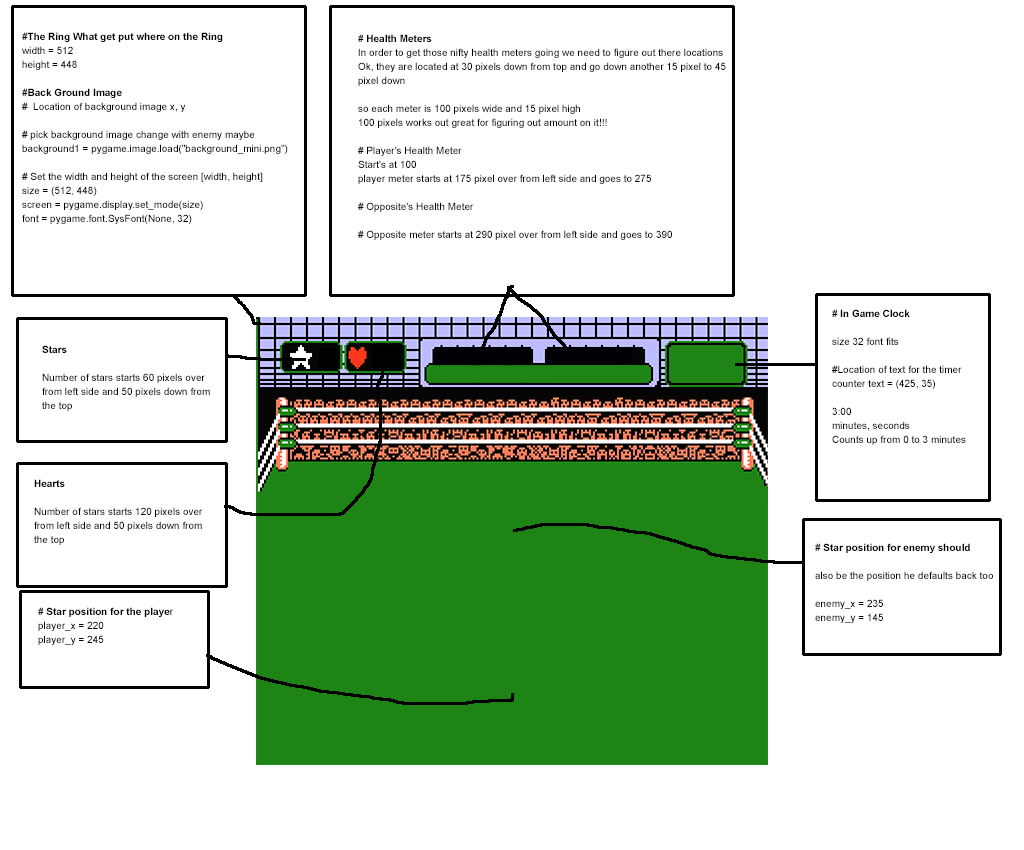 #The Ring What get put where on the Ring
width = 512
height = 448
#Back Ground Image
#  Location of background image x, y
# pick background image change with enemy maybe
background1 = pygame.image.load("background_mini.png")
# Set the width and height of the screen [width, height]
size = (512, 448)
screen = pygame.display.set_mode(size)
font = pygame.font.SysFont(None, 32)
# Health Meters
In order to get those nifty health meters going we need to figure out there locations
Ok, they are located at 30 pixels down from top and go down another 15 pixel to 45
pixel down
so each meter is 100 pixels wide and 15 pixel high
100 pixels works out great for figuring out amount on it!!!
# Player's Health Meter
Start's at 100
player meter starts at 175 pixel over from left side and goes to 275
# Opposite's Health Meter
# Opposite meter starts at 290 pixel over from left side and goes to 390
# In Game Clock
size 32 font fits
#Location of text for the timer
counter text = (425, 35)
3:00
minutes, seconds
Counts up from 0 to 3 minutes
Stars
Number of stars starts 60 pixels over
from left side and 50 pixels down from
the top
Hearts
Number of stars starts 120 pixels over
from left side and 50 pixels down from
the top
# Star position for enemy should
also be the position he defaults back too
enemy_x = 235
enemy_y = 145
# Star position for the player
player_x = 220
player_y = 245